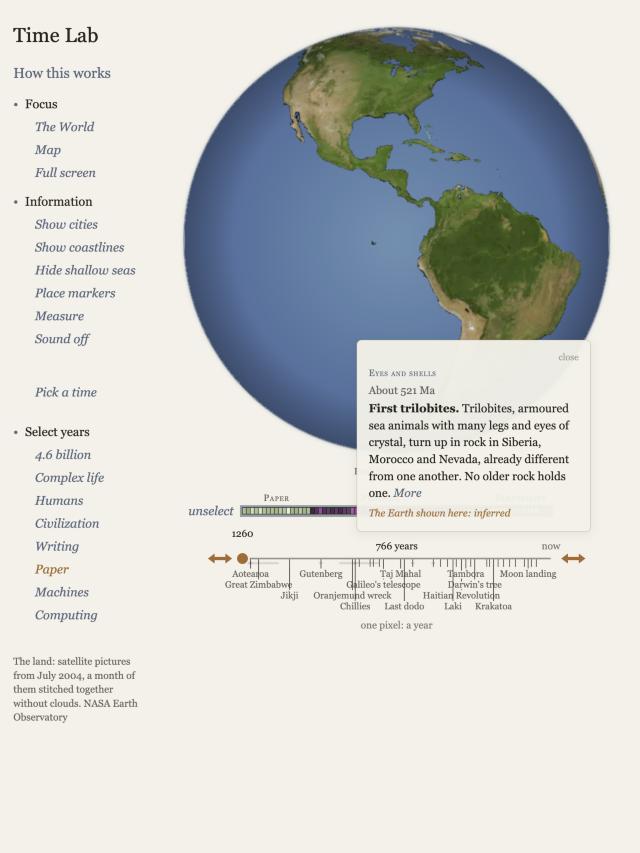 Time Lab
How this works
• Focus
The World
Map
Full screen
• Information
Show cities
Show coastlines
Hide shallow seas
Place markers
Measure
Sound off
Pick a time
• Select years
4.6 billion
Complex life
Humans
Civilization
Writing
Paper
Machines
Computing
The land: satellite pictures
from July 2004, a month of
them stitched together
without clouds. NASA Earth
Observatory
close
Eyes and shells
About 521 Ma
First trilobites. Trilobites, armoured
sea animals with many legs and eyes of
crystal, turn up in rock in Siberia,
Morocco and Nevada, already different
from one another. No older rock holds
one. More
The Earth shown here: inferred
Paper
unselect
1260
766 years
now
Aotearoa Gutenberg Taj Mahal Tambora Moon landing
Great Zimbabwe Galileo's telescope Darwin's tree
Jikji Oranjemund wreck Haitian Revolution
Chillies Last dodo Laki Krakatoa
one pixel: a year